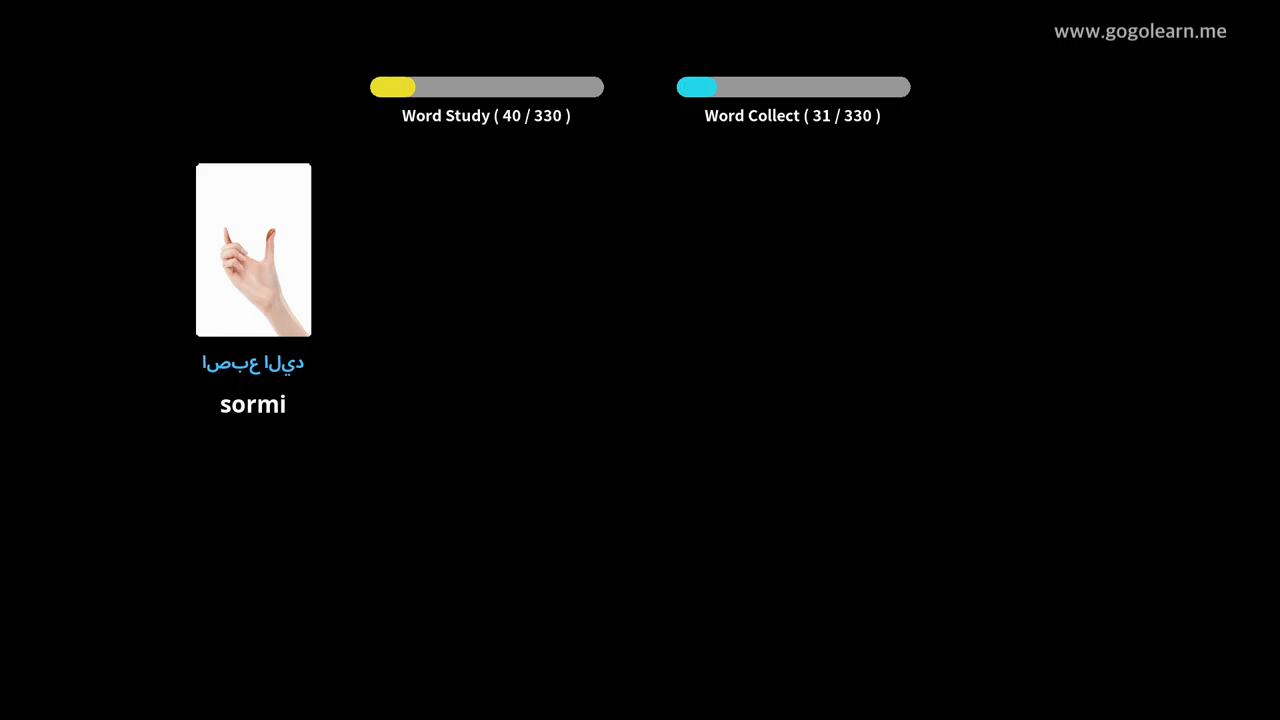 www.gogolearn.me
Word Study ( 40 / 330 )
Word Collect ( 31 / 330 )
اصبع اليد
sormi